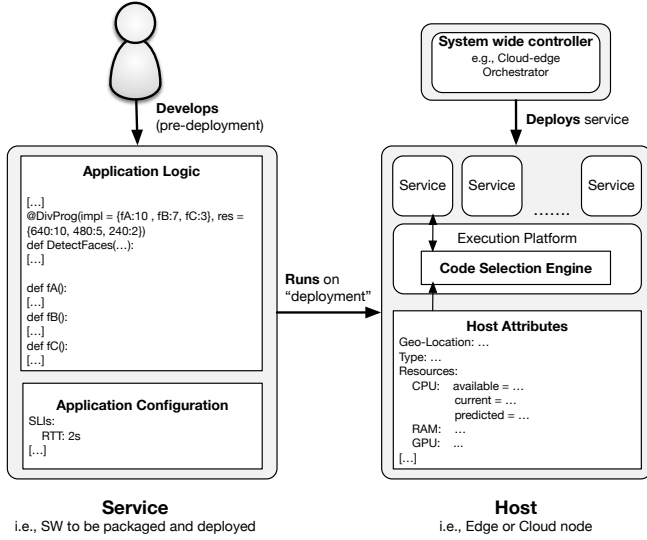 Develops
(pre-deployment)
Application Logic
[…]
@DivProg(impl = {fA:10 , fB:7, fC:3}, res =
{640:10, 480:5, 240:2})
def DetectFaces(…):
[…]
def fA():
[…]
def fB():
[…]
def fC():
[…]
Application Configuration
SLIs:
RTT: 2s
[…]
Service
i.e., SW to be packaged and deployed
Runs on
“deployment”
System wide controller
e.g., Cloud-edge
Orchestrator
Deploys service
Service Service ....... Service
Execution Platform
Code Selection Engine
Host Attributes
Geo-Location: …
Type: …
Resources:
CPU: available = …
current = …
predicted = …
RAM: …
GPU: ...
[…]
Host
i.e., Edge or Cloud node